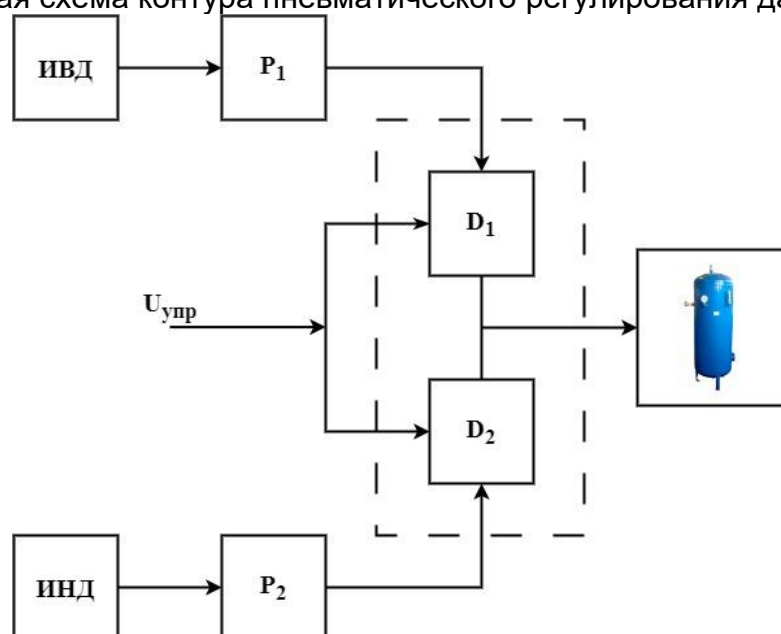 ая схема контура пневматического регулирования да
ИВД
P1
D1
Uупр
D2
ИНД
P2